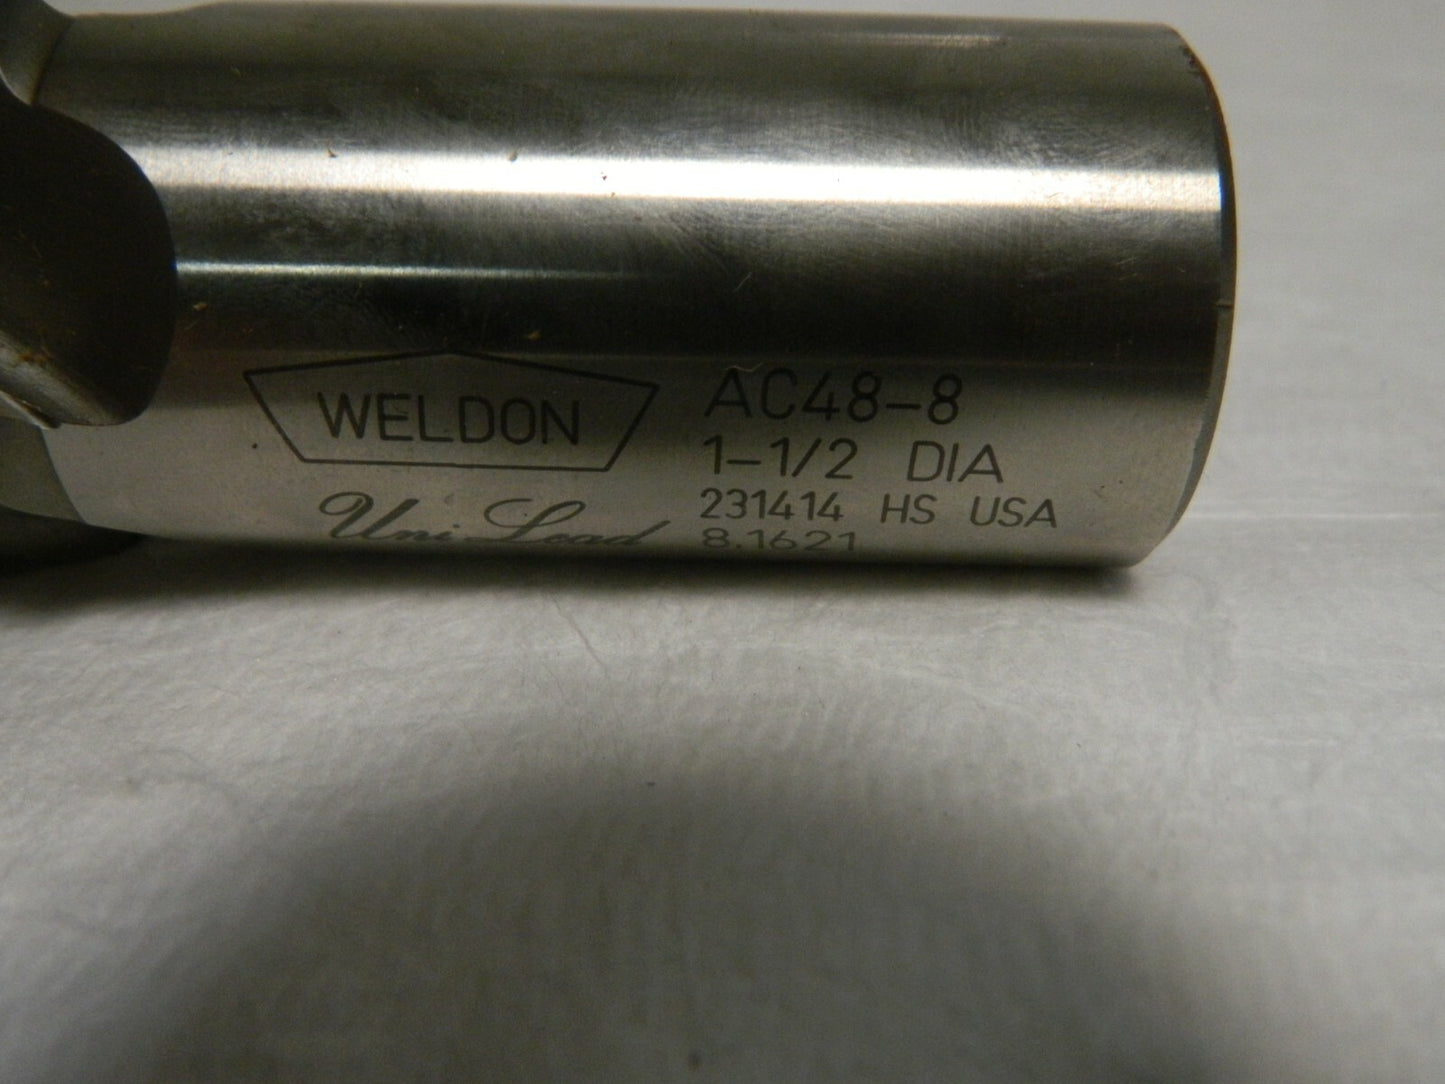 WELDON
Uni-Lead
AC48-8
1-1/2 DIA
231414 HS USA
8.1621